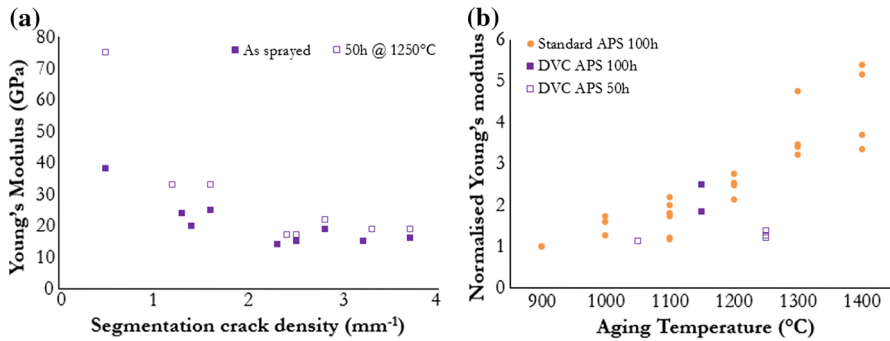 (a)
As sprayed
50h @ 1250°C
Young's Modulus (GPa)
80
70
60
50
40
30
20
10
0
0 1 2 3 4
Segmentation crack density (mm-1)
(b)
Standard APS 100h
DVC APS 100h
DVC APS 50h
Normalised Young's modulus
6
5
4
3
2
1
0
900 1000 1100 1200 1300 1400
Aging Temperature (°C)